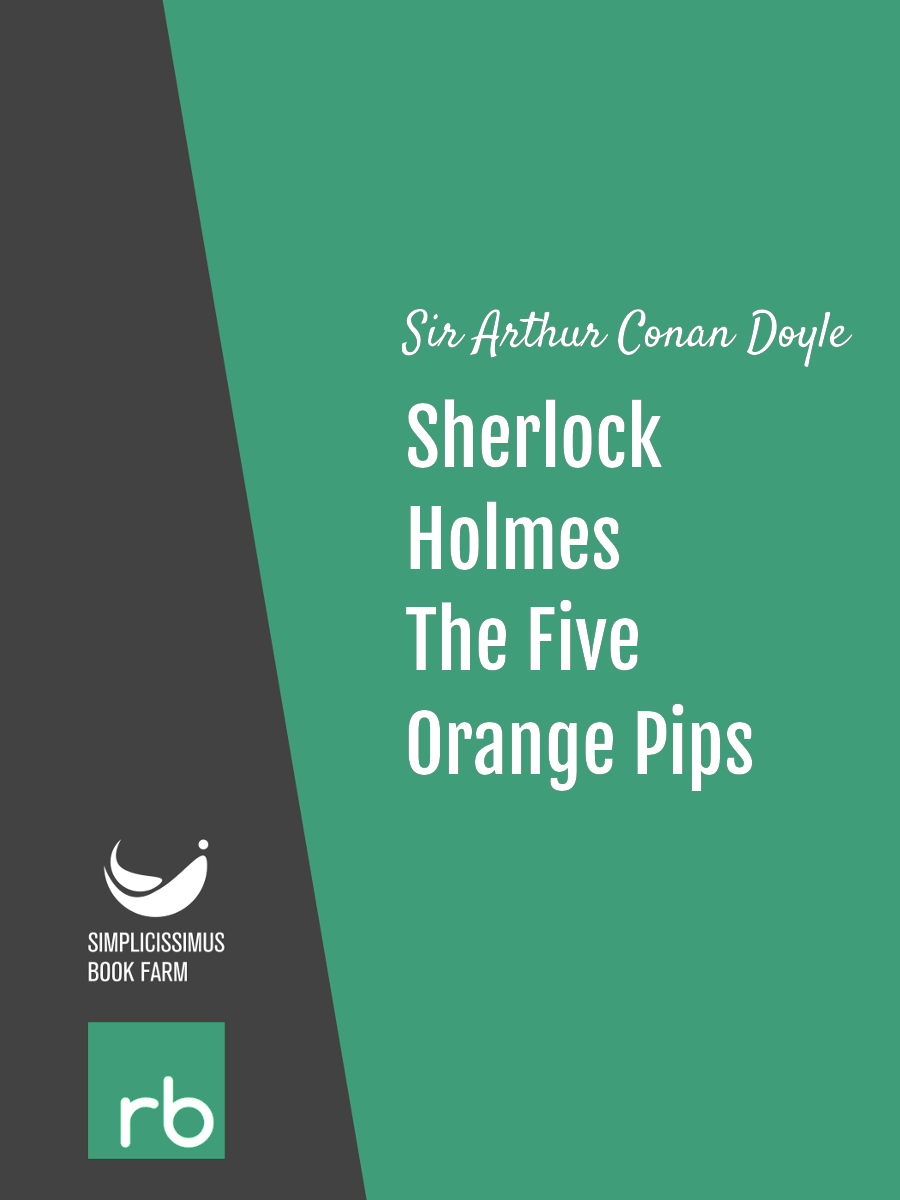 Sir Arthur Conan Doyle
Sherlock
Holmes
The Five
Orange Pips
SIMPLICISSIMUS
BOOK FARM
rb